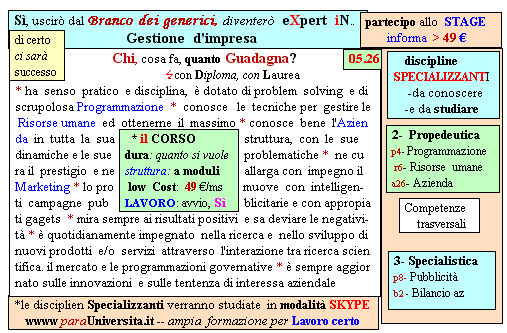 Sì, uscirò dal Branco dei generici, diventerò eXpert iN..
Gestione d'impresa
partecipo allo STAGE
informa > 49 €
di certo
ci sarà
successo
Chi, cosa fa, quanto Guadagna?
05.26
con Diploma, con Laurea
* ha senso pratico e disciplina, è dotato di problem solving e di
scrupolosa Programmazione * conosce le tecniche per gestire le
Risorse umane ed ottenerne il massimo * conosce bene l'Azien
da in tutta la sua
dinamiche e le sue
ra il prestigio e ne
Marketing * lo pro
ti campagne pub
* il CORSO
dura: quanto si vuole
struttura: a moduli
low Cost: 49 €/ms
LAVORO: avvio, Sì
struttura, con le sue
problematiche * ne cu
allarga con impegno il
muove con intelligen-
blicitarie e con appropia
ti gagets * mira sempre ai risultati positivi e sa deviare le negativi-
tà * è quotidianamente impegnato nella ricerca e nello sviluppo di
nuovi prodotti e/o servizi attraverso l'interazione tra ricerca scien
tifica. il mercato e le programmazioni governative * è sempre aggior
nato sulle innovazioni e sulle tentenza di interessa aziendale
discipline
SPECIALIZZANTI
-da conoscere
-e da studiare
2- Propedeutica
p4- Programmazione
r6- Risorse umane
a26- Azienda
Competenze
trasversali
3- Specialistica
p8- Pubblicità
b2 - Bilancio az
*le disciplien Specializzanti verranno studiate in modalità SKYPE
wwww.paraUniversita.it -- ampia formazione per Lavoro certo